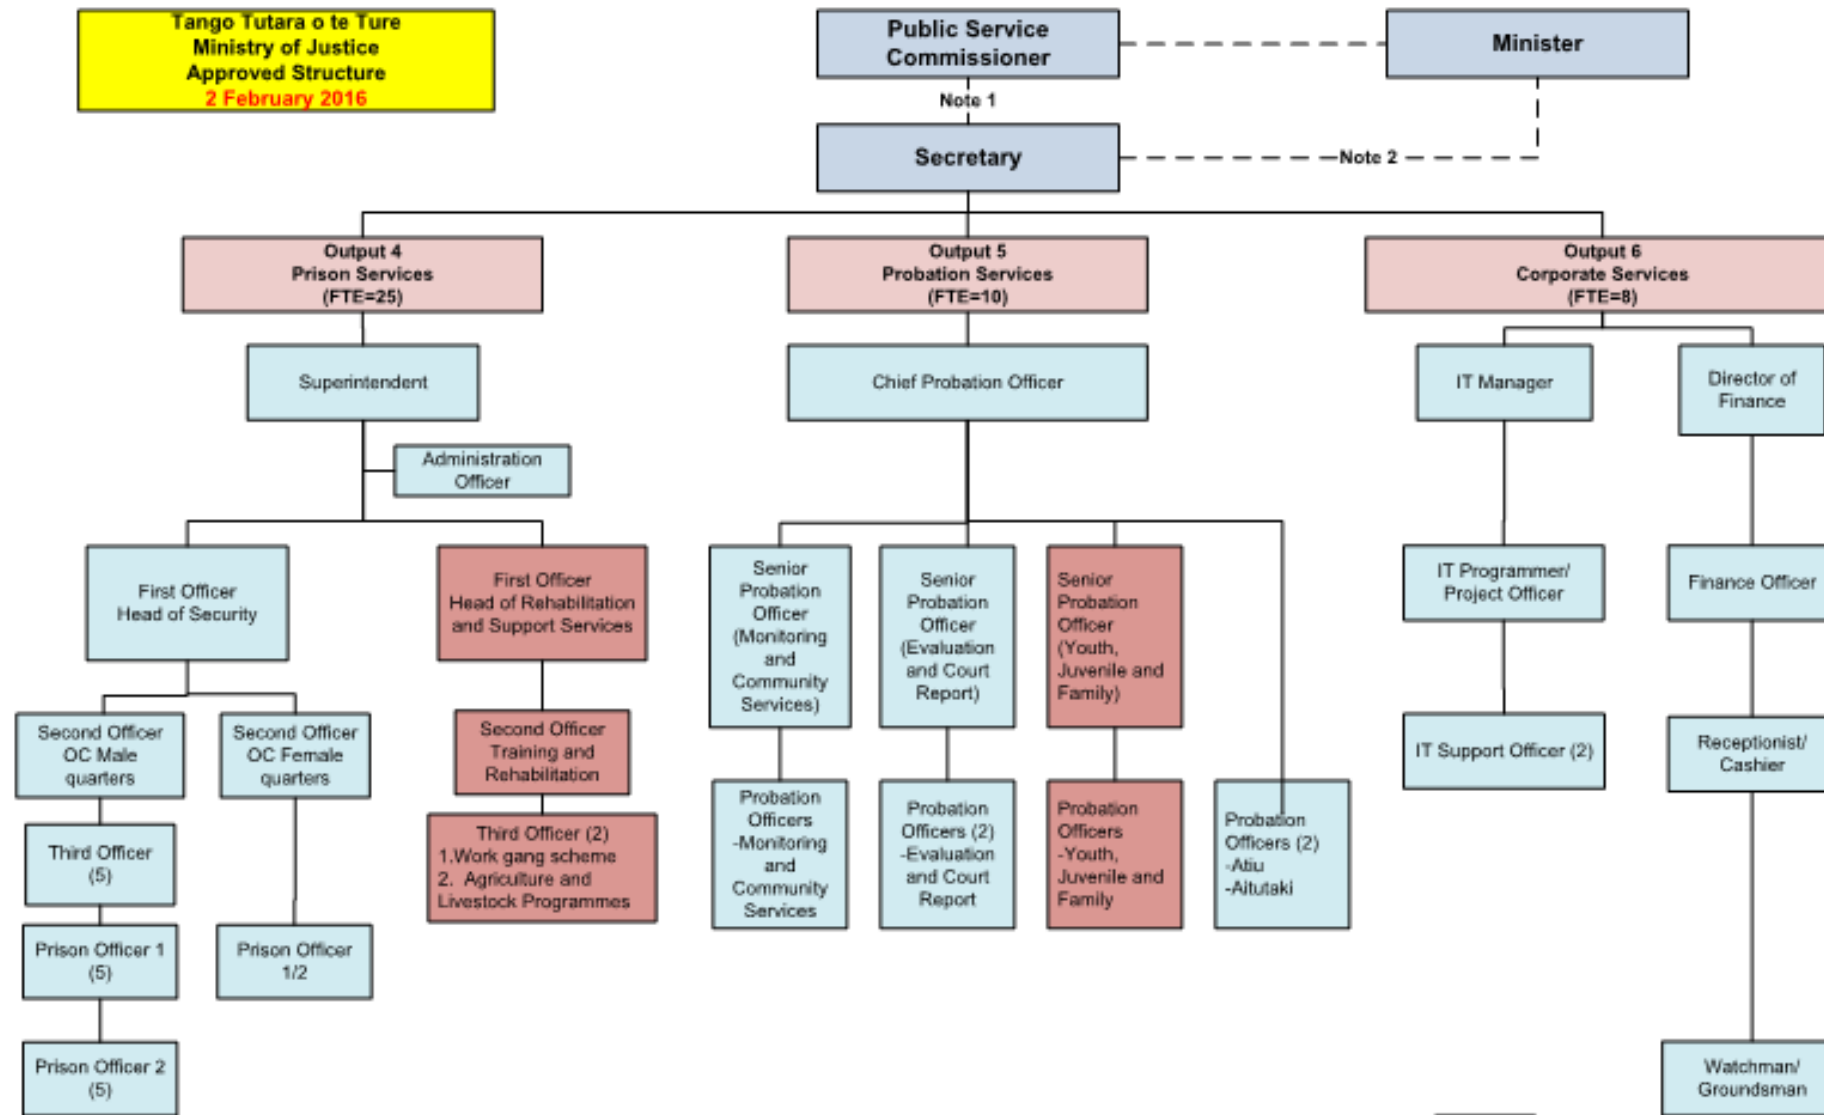 Tango Tutara o te Ture
Ministry of Justice
Approved Structure
2 February 2016
Public Service
Commissioner
Minister
Note 1
Secretary
Note 2
Output 4
Prison Services
(FTE=25)
Output 5
Probation Services
(FTE=10)
Output 6
Corporate Services
(FTE=8)
Superintendent
Chief Probation Officer
IT Manager
Director of
Finance
Administration
Officer
First Officer
Head of Security
First Officer
Head of Rehabilitation
and Support Services
Senior
Probation
Officer
(Monitoring
and
Community
Services)
Senior
Probation
Officer
(Evaluation
and Court
Report)
Senior
Probation
Officer
(Youth,
Juvenile and
Family)
IT Programmer/
Project Officer
Finance Officer
Second Officer
OC Male
quarters
Second Officer
OC Female
quarters
Second Officer
Training and
Rehabilitation
IT Support Officer (2)
Receptionist/
Cashier
Third Officer
(5)
Third Officer (2)
1.Work gang scheme
2. Agriculture and
Livestock Programmes
Probation
Officers
-Monitoring
and
Community
Services
Probation
Officers (2)
-Evaluation
and Court
Report
Probation
Officers
-Youth,
Juvenile and
Family
Probation
Officers (2)
-Atiu
-Aitutaki
Prison Officer 1
(5)
Prison Officer
1/2
Prison Officer 2
(5)
Watchman/
Groundsman